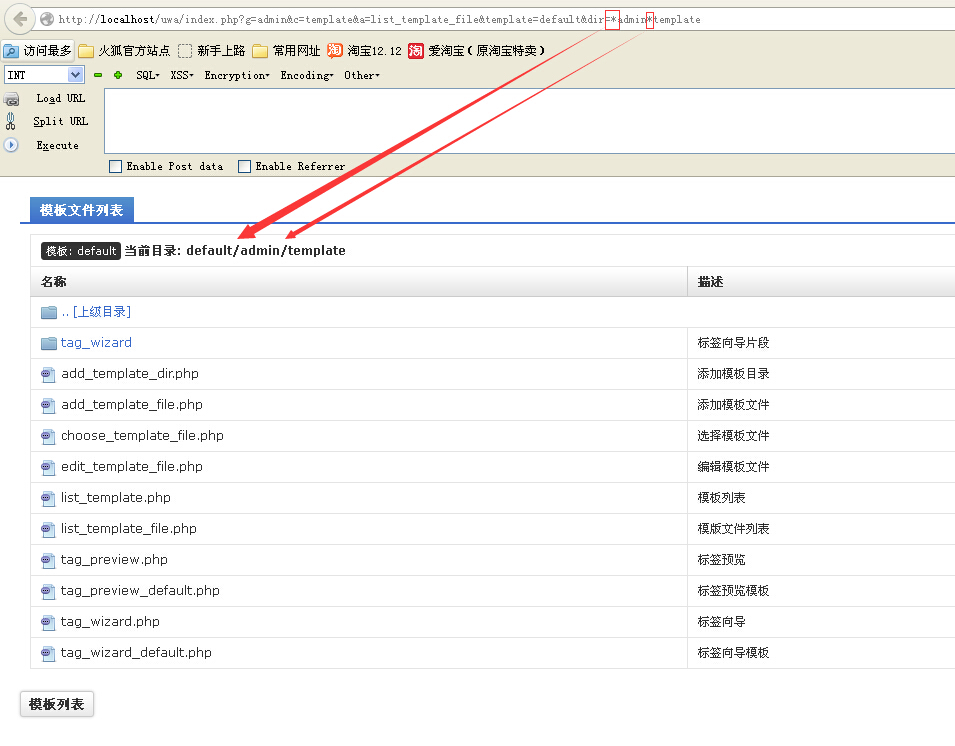 http://localhost/uwa/index.php?g=admin&c=template&a=list_template_file&template=default&dir=*admin*template
访问最多 火狐官方站点 新手上路 常用网址 淘 淘宝12.12 淘 爱淘宝（原淘宝特卖）
INT SQL▾ XSS▾ Encryption▾ Encoding▾ Other▾
Load URL
Split URL
Execute
Enable Post data Enable Referrer
模板文件列表
模板: default 当前目录: default/admin/template
名称 描述
.. [上级目录]
tag_wizard 标签向导片段
add_template_dir.php 添加模板目录
add_template_file.php 添加模板文件
choose_template_file.php 选择模板文件
edit_template_file.php 编辑模板文件
list_template.php 模板列表
list_template_file.php 模版文件列表
tag_preview.php 标签预览
tag_preview_default.php 标签预览模板
tag_wizard.php 标签向导
tag_wizard_default.php 标签向导模板
模板列表